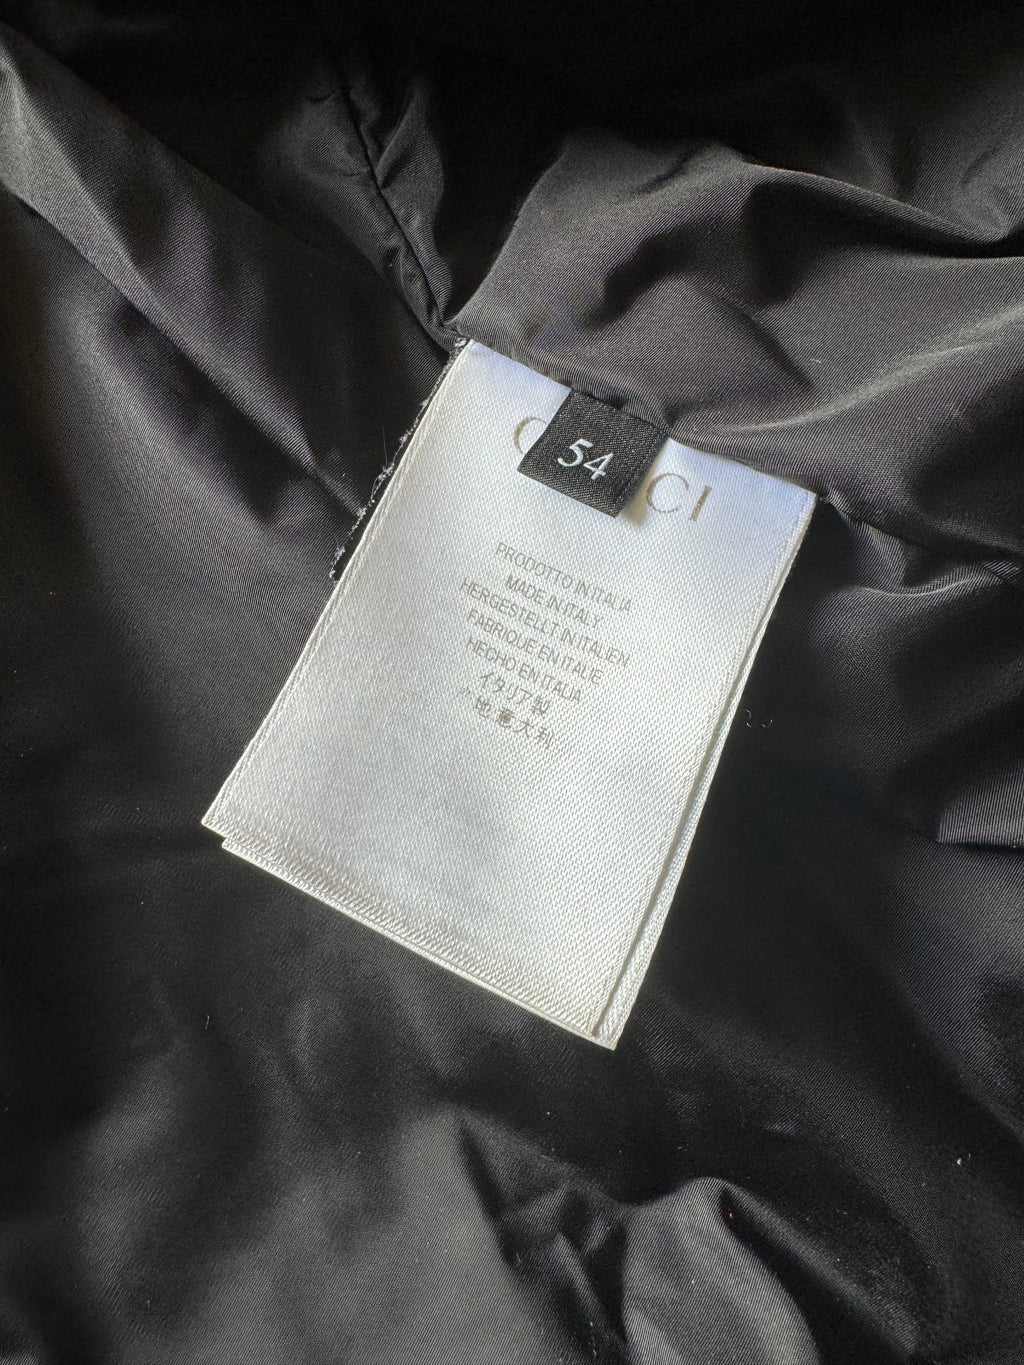 54
CI
PRODOTTO IN ITALIA
MADE IN ITALY
HERGESTELLT IN ITALIEN
FABRIQUE EN ITALIE
HECHO EN ITALIA
イタリア製
地意大利